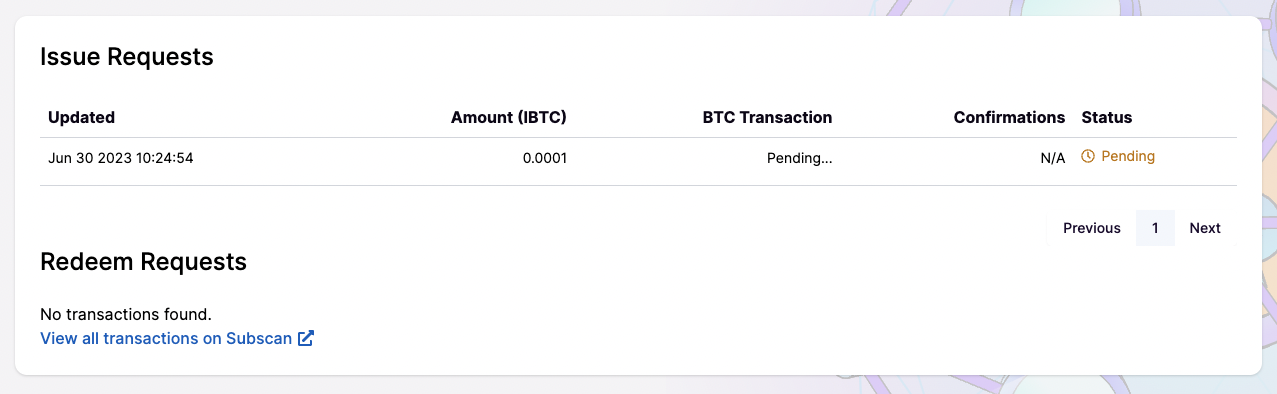 Issue Requests
Updated Amount (IBTC) BTC Transaction Confirmations Status
Jun 30 2023 10:24:54 0.0001 Pending... N/A Pending
Previous 1 Next
Redeem Requests
No transactions found.
View all transactions on Subscan